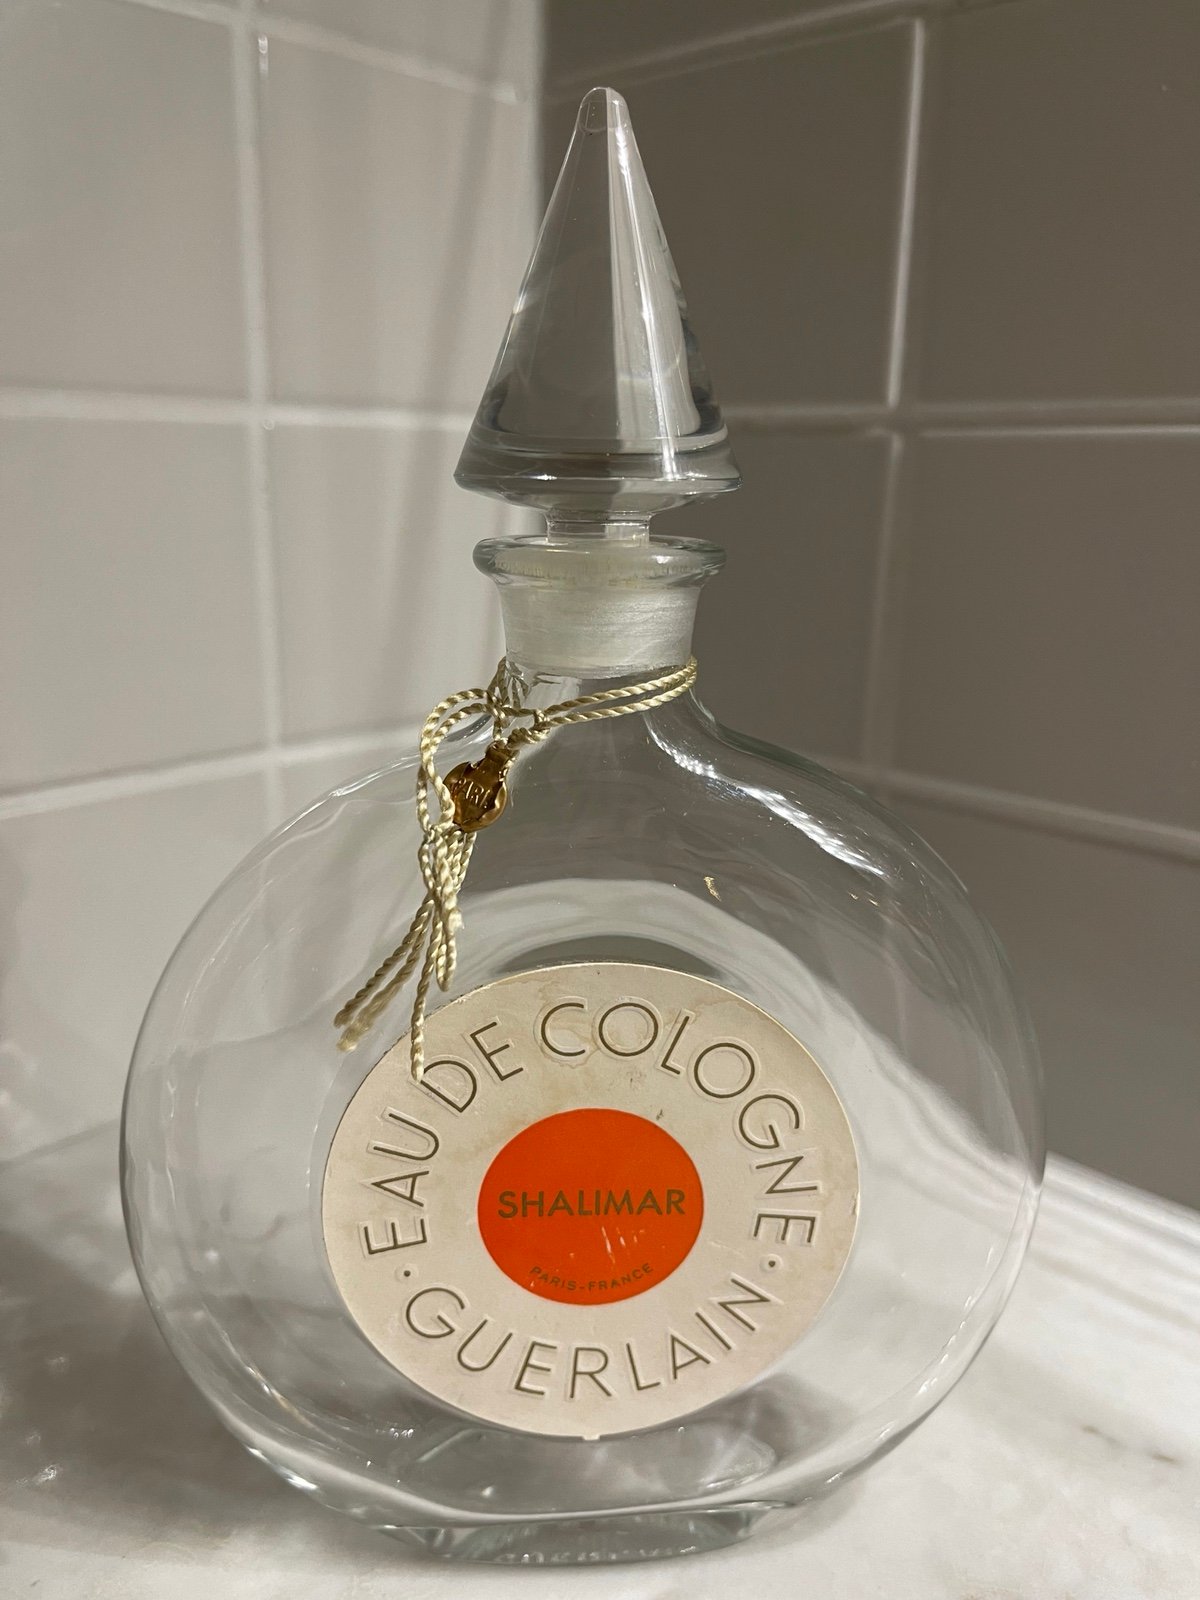 EAU DE COLOGNE
SHALIMAR
PARIS-FRANCE
· GUERLAIN ·